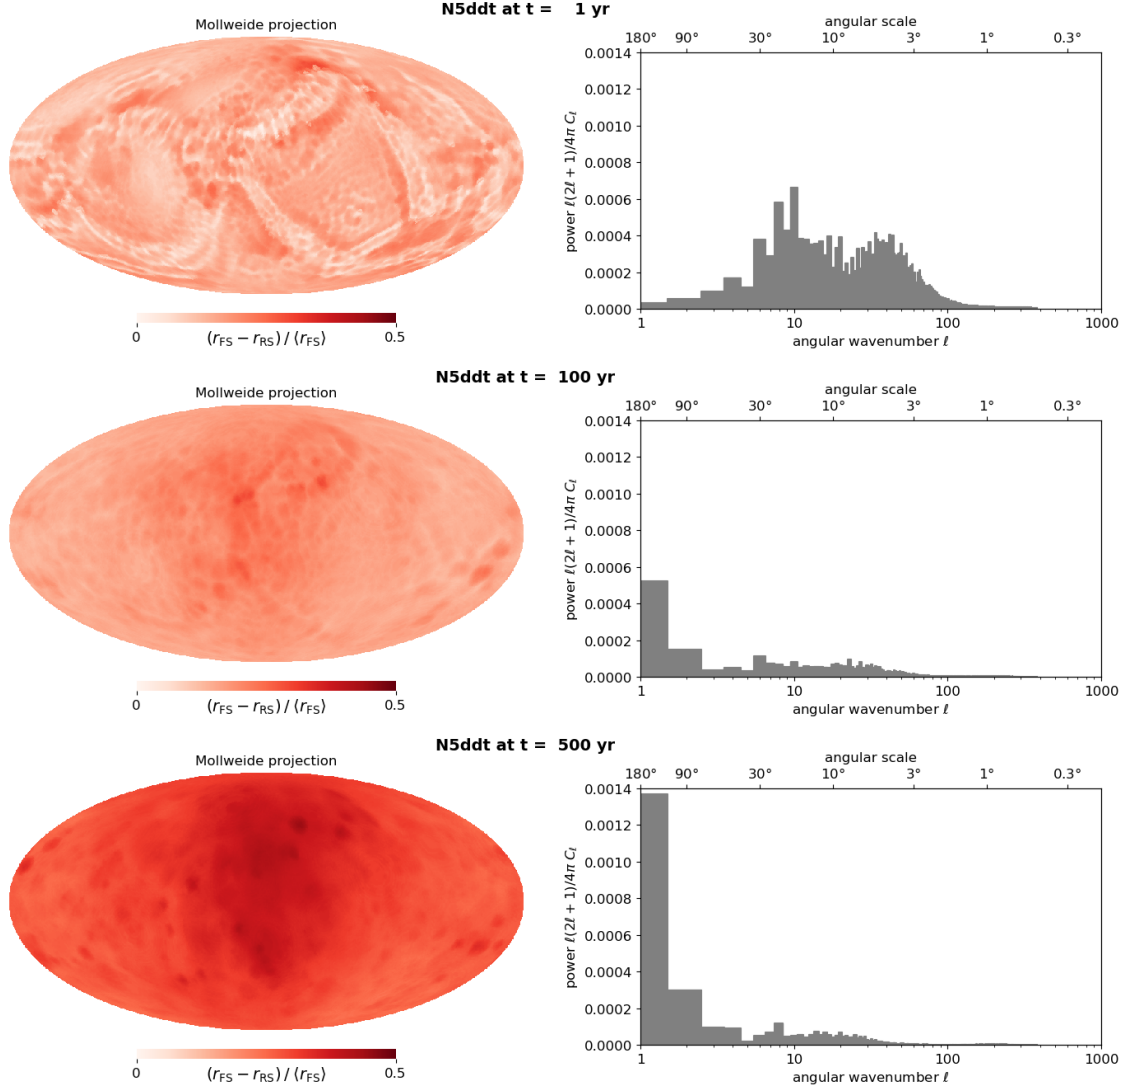 N5ddt at t = 1 yr
Mollweide projection
0 0.5
(r_FS − r_RS) / ⟨r_FS⟩
angular scale
180° 90° 30° 10° 3° 1° 0.3°
0.0014
0.0012
0.0010
0.0008
0.0006
0.0004
0.0002
0.0000
power ℓ(2ℓ + 1)/4π C_ℓ
1 10 100 1000
angular wavenumber ℓ
N5ddt at t = 100 yr
Mollweide projection
0 0.5
(r_FS − r_RS) / ⟨r_FS⟩
angular scale
180° 90° 30° 10° 3° 1° 0.3°
0.0014
0.0012
0.0010
0.0008
0.0006
0.0004
0.0002
0.0000
power ℓ(2ℓ + 1)/4π C_ℓ
1 10 100 1000
angular wavenumber ℓ
N5ddt at t = 500 yr
Mollweide projection
0 0.5
(r_FS − r_RS) / ⟨r_FS⟩
angular scale
180° 90° 30° 10° 3° 1° 0.3°
0.0014
0.0012
0.0010
0.0008
0.0006
0.0004
0.0002
0.0000
power ℓ(2ℓ + 1)/4π C_ℓ
1 10 100 1000
angular wavenumber ℓ